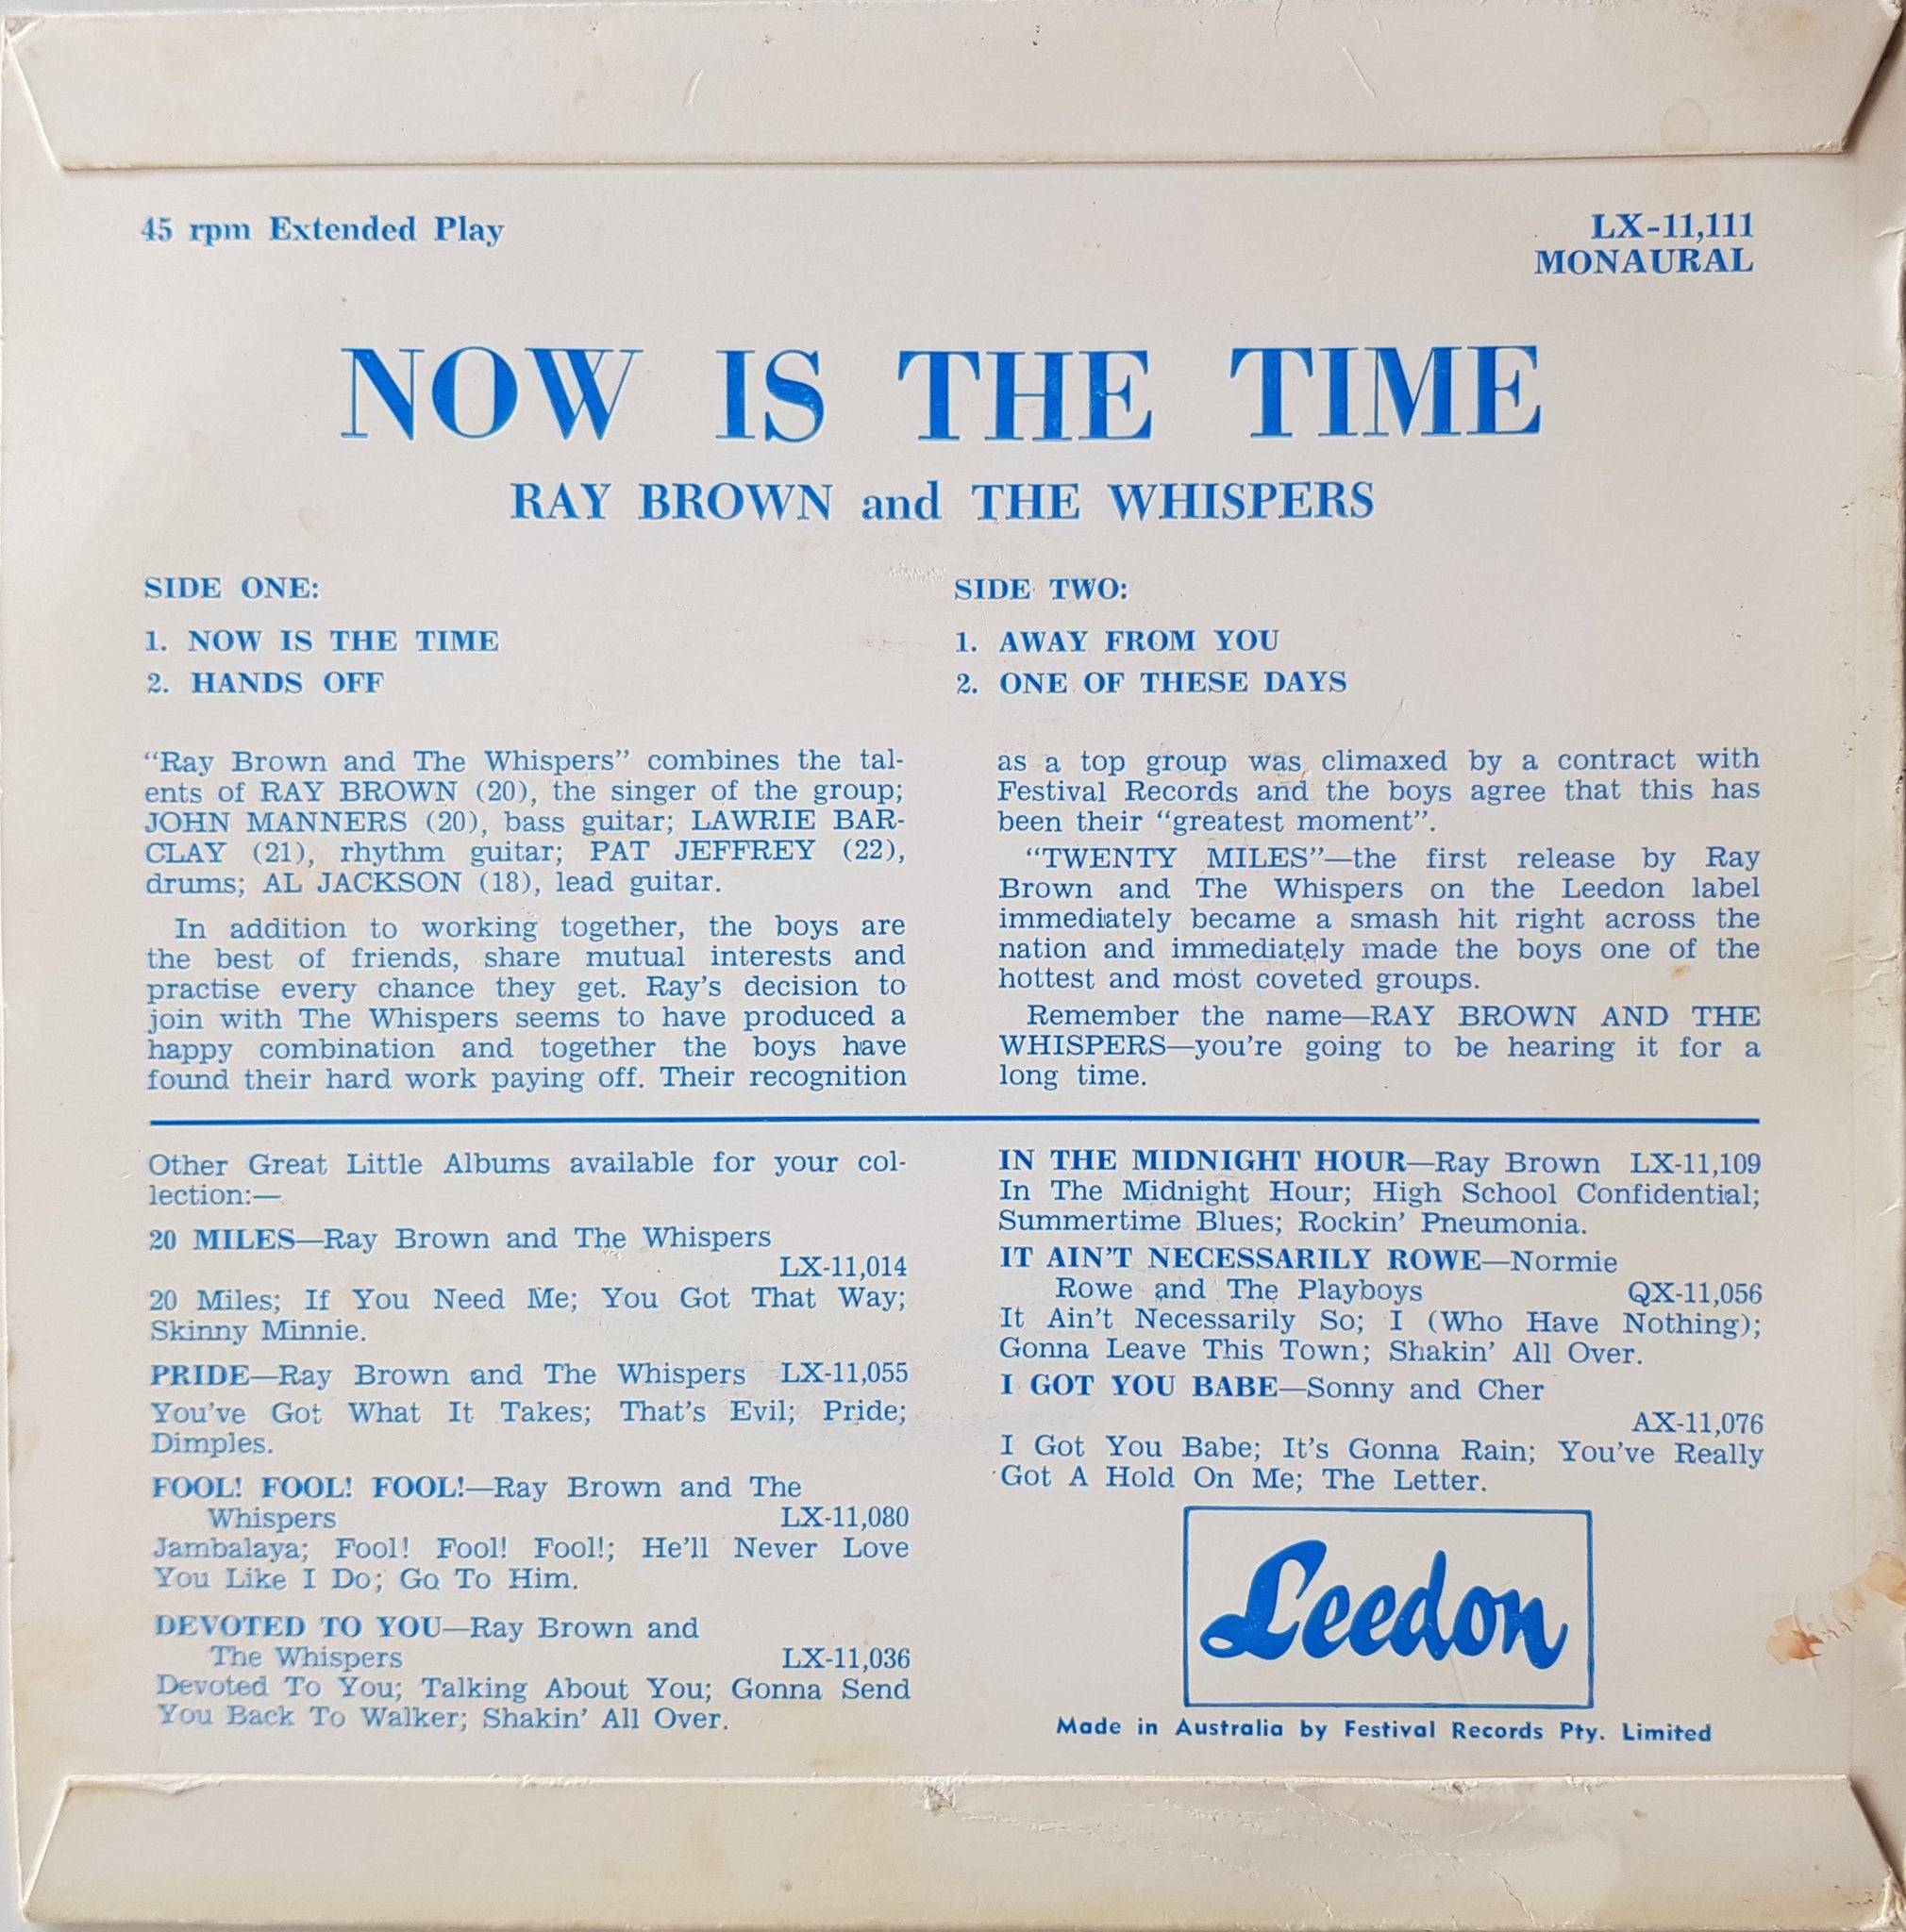 45 rpm Extended Play
LX-11,111
MONAURAL
NOW IS THE TIME
RAY BROWN and THE WHISPERS
SIDE ONE:
1. NOW IS THE TIME
2. HANDS OFF
SIDE TWO:
1. AWAY FROM YOU
2. ONE OF THESE DAYS
“Ray Brown and The Whispers” combines the tal-
ents of RAY BROWN (20), the singer of the group;
JOHN MANNERS (20), bass guitar; LAWRIE BAR-
CLAY (21), rhythm guitar; PAT JEFFREY (22),
drums; AL JACKSON (18), lead guitar.
In addition to working together, the boys are
the best of friends, share mutual interests and
practise every chance they get. Ray’s decision to
join with The Whispers seems to have produced a
happy combination and together the boys have
found their hard work paying off. Their recognition
as a top group was climaxed by a contract with
Festival Records and the boys agree that this has
been their “greatest moment”.
“TWENTY MILES”—the first release by Ray
Brown and The Whispers on the Leedon label
immediately became a smash hit right across the
nation and immediately made the boys one of the
hottest and most coveted groups.
Remember the name—RAY BROWN AND THE
WHISPERS—you’re going to be hearing it for a
long time.
Other Great Little Albums available for your col-
lection:—
20 MILES—Ray Brown and The Whispers
LX-11,014
20 Miles; If You Need Me; You Got That Way;
Skinny Minnie.
PRIDE—Ray Brown and The Whispers LX-11,055
You’ve Got What It Takes; That’s Evil; Pride;
Dimples.
FOOL! FOOL! FOOL!—Ray Brown and The
Whispers LX-11,080
Jambalaya; Fool! Fool! Fool!; He’ll Never Love
You Like I Do; Go To Him.
DEVOTED TO YOU—Ray Brown and
The Whispers LX-11,036
Devoted To You; Talking About You; Gonna Send
You Back To Walker; Shakin’ All Over.
IN THE MIDNIGHT HOUR—Ray Brown LX-11,109
In The Midnight Hour; High School Confidential;
Summertime Blues; Rockin’ Pneumonia.
IT AIN’T NECESSARILY ROWE—Normie
Rowe and The Playboys QX-11,056
It Ain’t Necessarily So; I (Who Have Nothing);
Gonna Leave This Town; Shakin’ All Over.
I GOT YOU BABE—Sonny and Cher
AX-11,076
I Got You Babe; It’s Gonna Rain; You’ve Really
Got A Hold On Me; The Letter.
Leedon
Made in Australia by Festival Records Pty. Limited